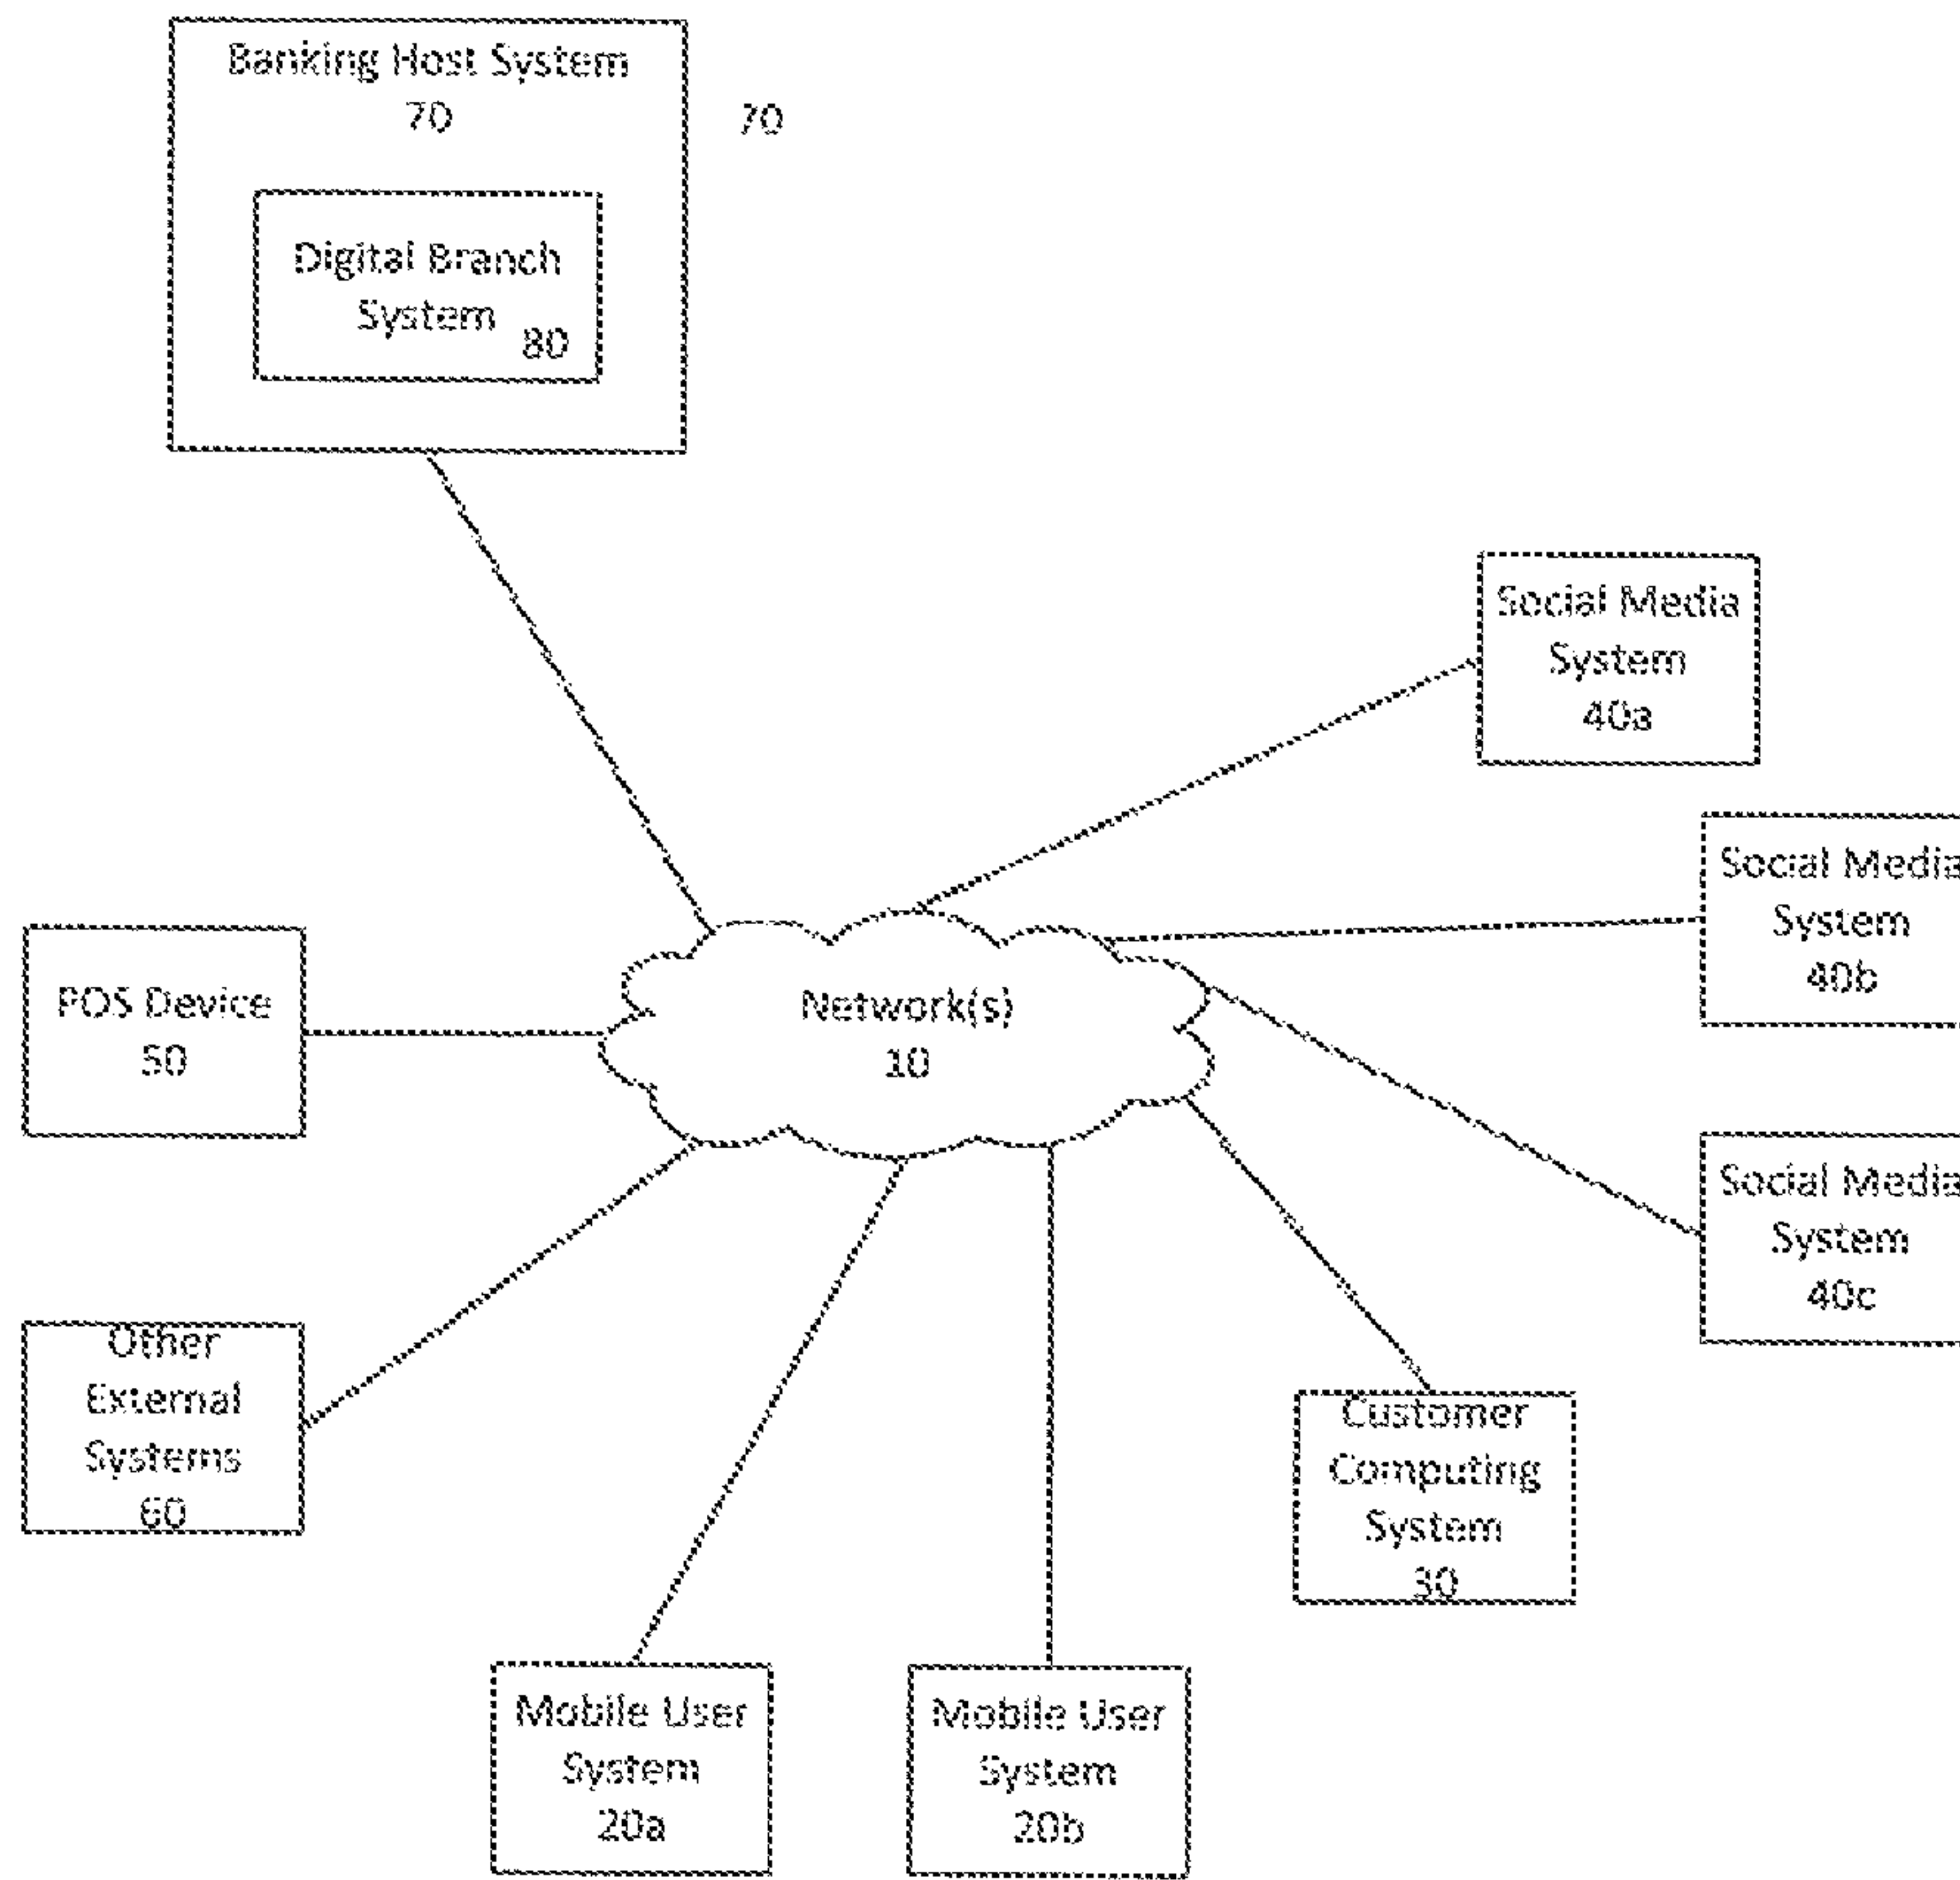 Banking Host System
70
70
Digital Branch
System
80
Social Media
System
40a
Social Media
System
40b
POS Device
50
Network(s)
10
Social Media
System
40c
Other
External
Systems
60
Customer
Computing
System
30
Mobile User
System
20a
Mobile User
System
20b